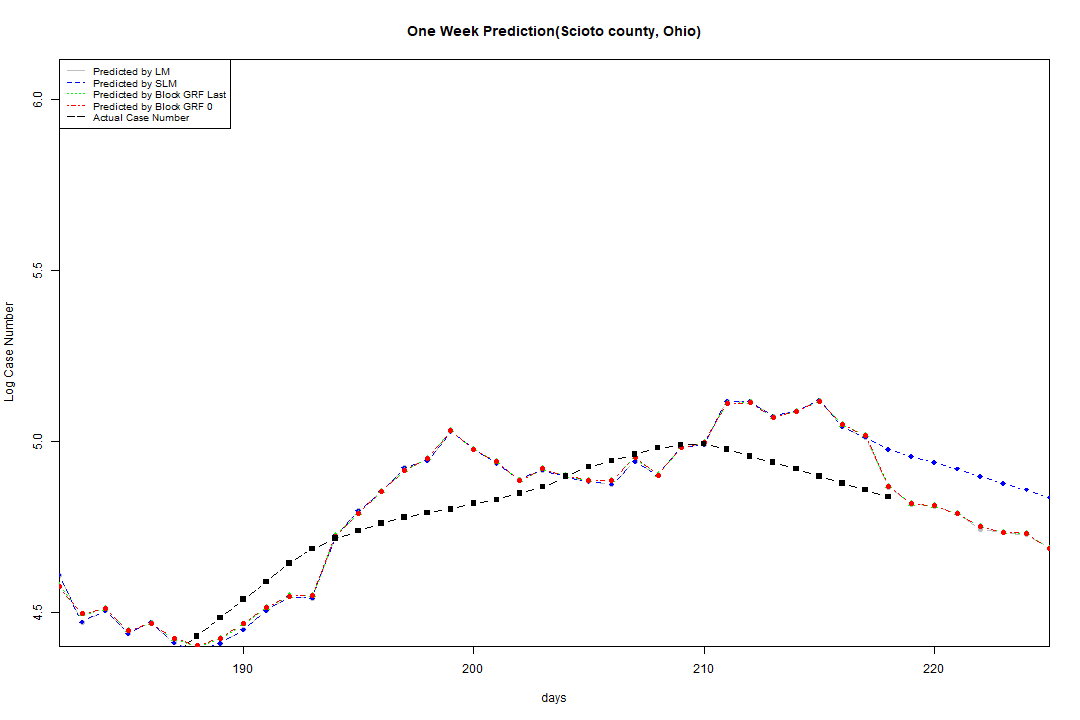 One Week Prediction(Scioto county, Ohio)
Predicted by LM
Predicted by SLM
Predicted by Block GRF Last
Predicted by Block GRF 0
Actual Case Number
6.0
5.5
5.0
4.5
Log Case Number
190
200
210
220
days